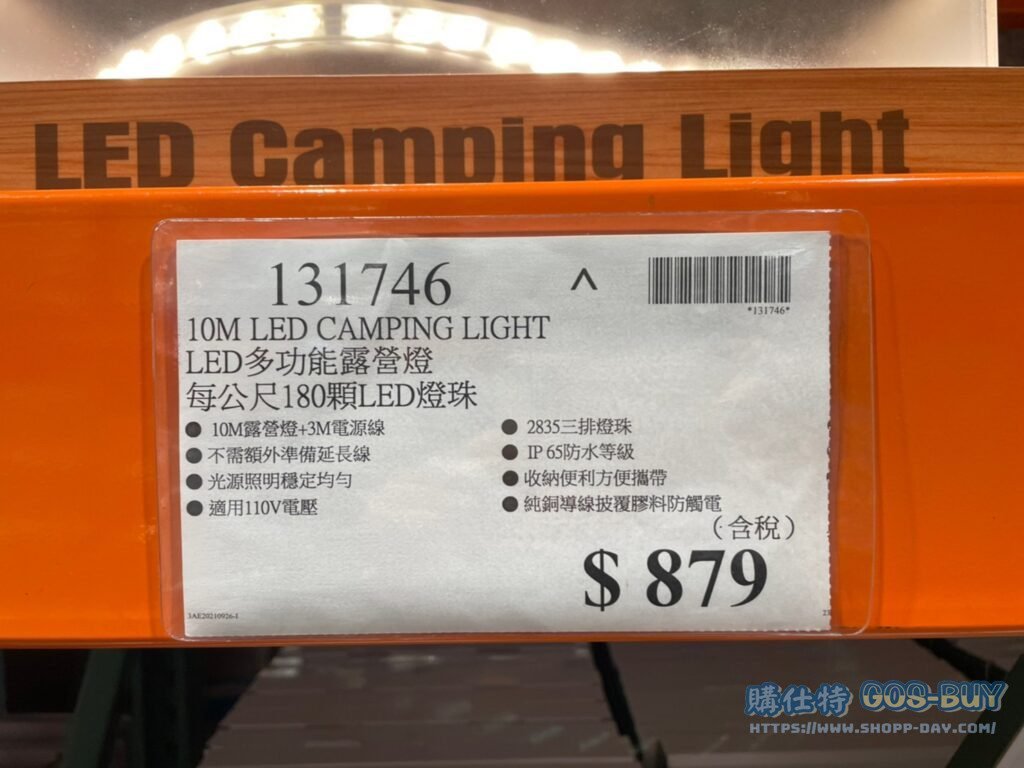 LED Camping Light
131746
^
*131746*
10M LED CAMPING LIGHT
LED多功能露營燈
每公尺180顆LED燈珠
● 10M露營燈+3M電源線
● 不需額外準備延長線
● 光源照明穩定均勻
● 適用110V電壓
● 2835三排燈珠
● IP 65防水等級
● 收納便利方便攜帶
● 純銅導線披覆膠料防觸電
（含稅）
$ 879
3AE20210926-1
購仕特 GOS-BUY
HTTPS://WWW.SHOPP-DAY.COM/